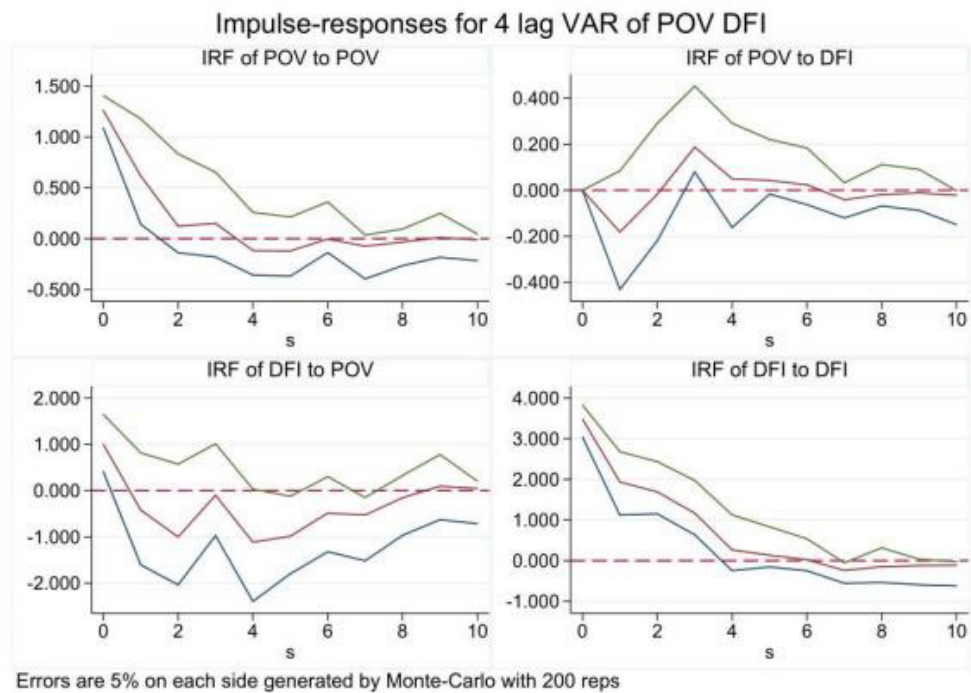 Impulse-responses for 4 lag VAR of POV DFI
IRF of POV to POV
1.500
1.000
0.500
0.000
-0.500
0 2 4 6 8 10
s
IRF of POV to DFI
0.400
0.200
0.000
-0.200
-0.400
0 2 4 6 8 10
s
IRF of DFI to POV
2.000
1.000
0.000
-1.000
-2.000
0 2 4 6 8 10
s
IRF of DFI to DFI
4.000
3.000
2.000
1.000
0.000
-1.000
0 2 4 6 8 10
s
Errors are 5% on each side generated by Monte-Carlo with 200 reps